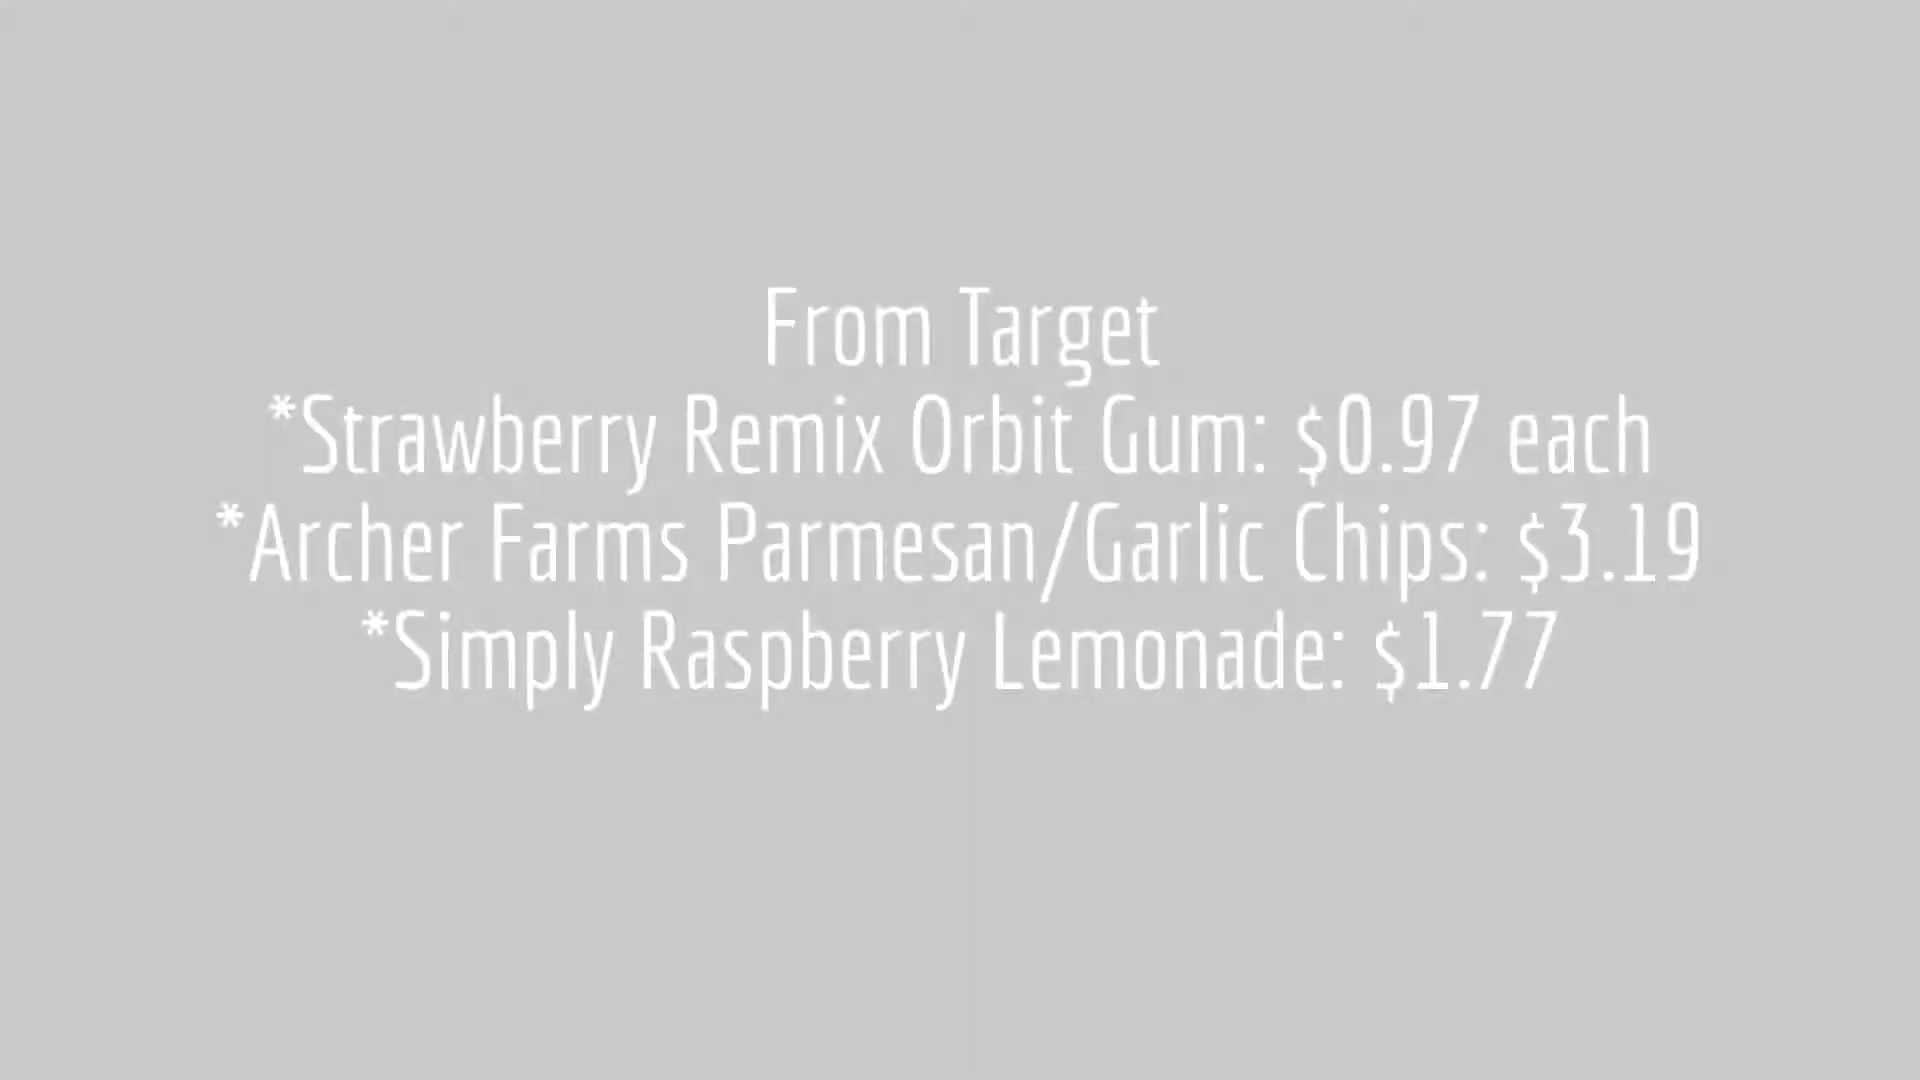 From Target
*Strawberry Remix Orbit Gum: $0.97 each
*Archer Farms Parmesan/Garlic Chips: $3.19
*Simply Raspberry Lemonade: $1.77